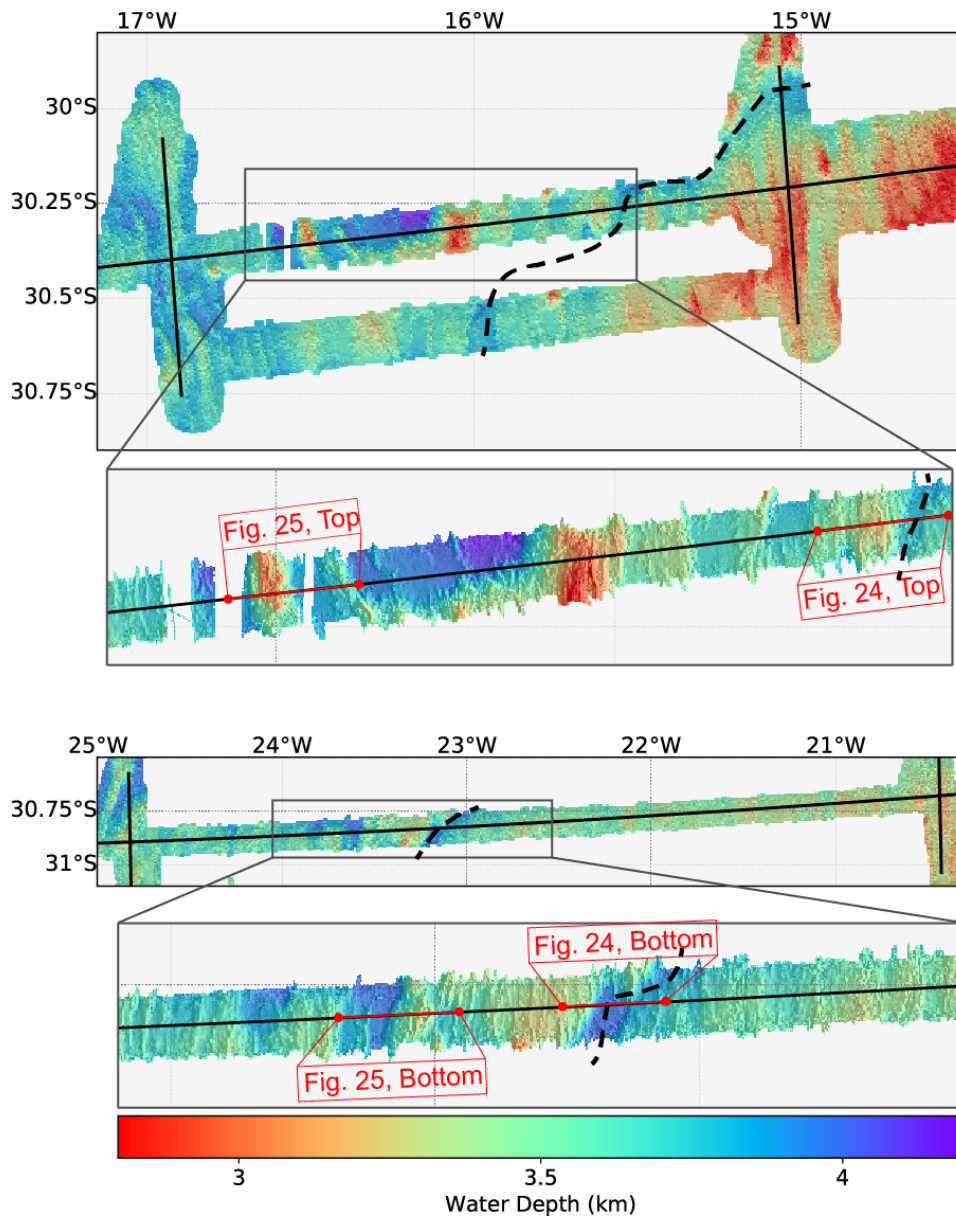 17°W 16°W 15°W
30°S
30.25°S
30.5°S
30.75°S
Fig. 25, Top
Fig. 24, Top
25°W 24°W 23°W 22°W 21°W
30.75°S
31°S
Fig. 24, Bottom
Fig. 25, Bottom
3 3.5 4
Water Depth (km)